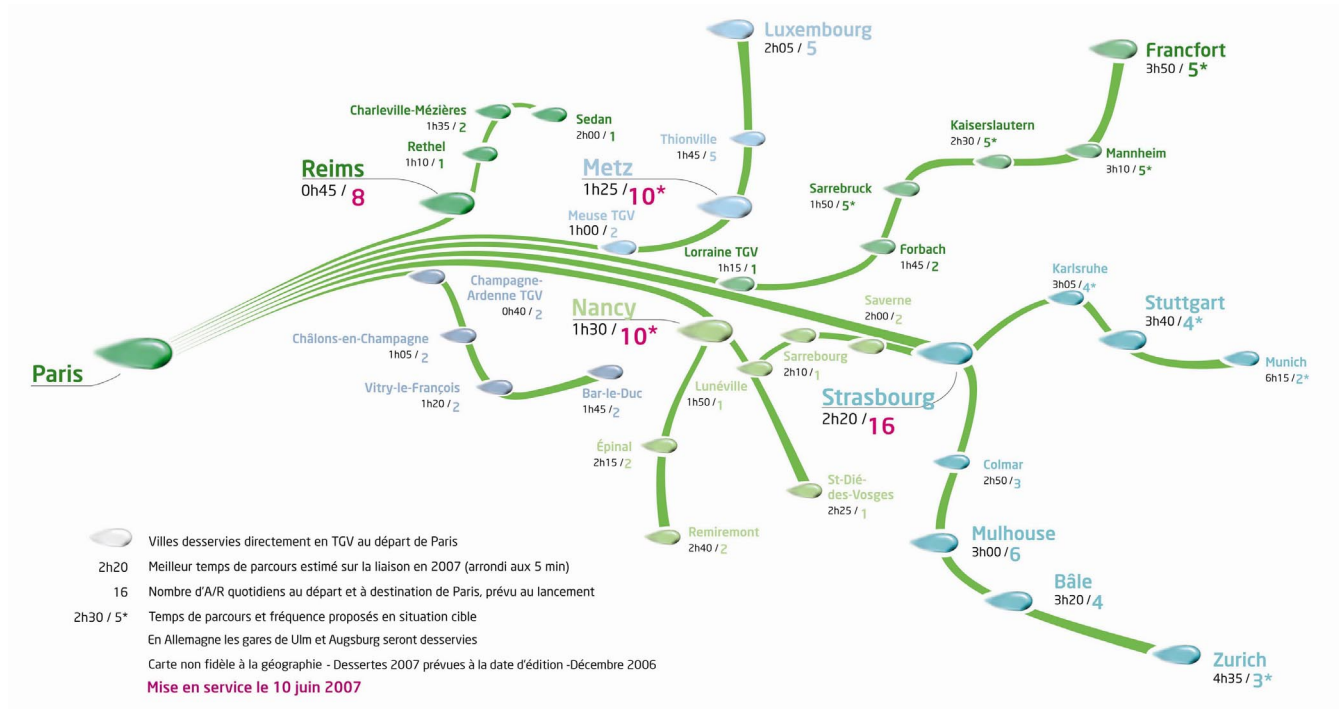 Luxembourg
2h05 / 5
Francfort
3h50 / 5*
Charleville-Mézières
1h35 / 2
Sedan
2h00 / 1
Rethel
1h10 / 1
Reims
0h45 / 8
Thionville
1h45 / 5
Metz
1h25 / 10*
Meuse TGV
1h00 / 2
Kaiserslautern
2h30 / 5*
Mannheim
3h10 / 5*
Sarrebruck
1h50 / 5*
Forbach
1h45 / 2
Lorraine TGV
1h15 / 1
Champagne-
Ardenne TGV
0h40 / 2
Châlons-en-Champagne
1h05 / 2
Vitry-le-François
1h20 / 2
Bar-le-Duc
1h45 / 2
Paris
Nancy
1h30 / 10*
Saverne
2h00 / 2
Sarrebourg
2h10 / 1
Lunéville
1h50 / 1
Karlsruhe
3h05 / 4*
Stuttgart
3h40 / 4*
Munich
6h15 / 2*
Strasbourg
2h20 / 16
Épinal
2h15 / 2
St-Dié-
des-Vosges
2h25 / 1
Remiremont
2h40 / 2
Colmar
2h50 / 3
Mulhouse
3h00 / 6
Bâle
3h20 / 4
Zurich
4h35 / 3*
Villes desservies directement en TGV au départ de Paris
2h20 Meilleur temps de parcours estimé sur la liaison en 2007 (arrondi aux 5 min)
16 Nombre d'A/R quotidiens au départ et à destination de Paris, prévu au lancement
2h30 / 5* Temps de parcours et fréquence proposés en situation cible
En Allemagne les gares de Ulm et Augsburg seront desservies
Carte non fidèle à la géographie - Dessertes 2007 prévues à la date d'édition -Décembre 2006
Mise en service le 10 juin 2007